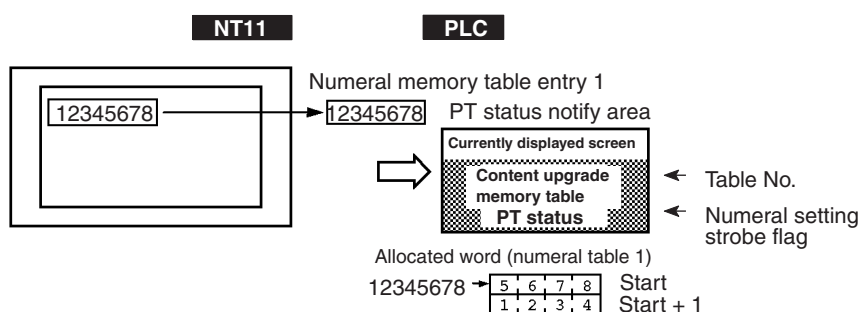 NT11 PLC
Numeral memory table entry 1
12345678 12345678 PT status notify area
Currently displayed screen
Content upgrade
memory table
Table No.
PT status
Numeral setting
strobe flag
Allocated word (numeral table 1)
12345678 5 6 7 8 Start
1 2 3 4 Start + 1